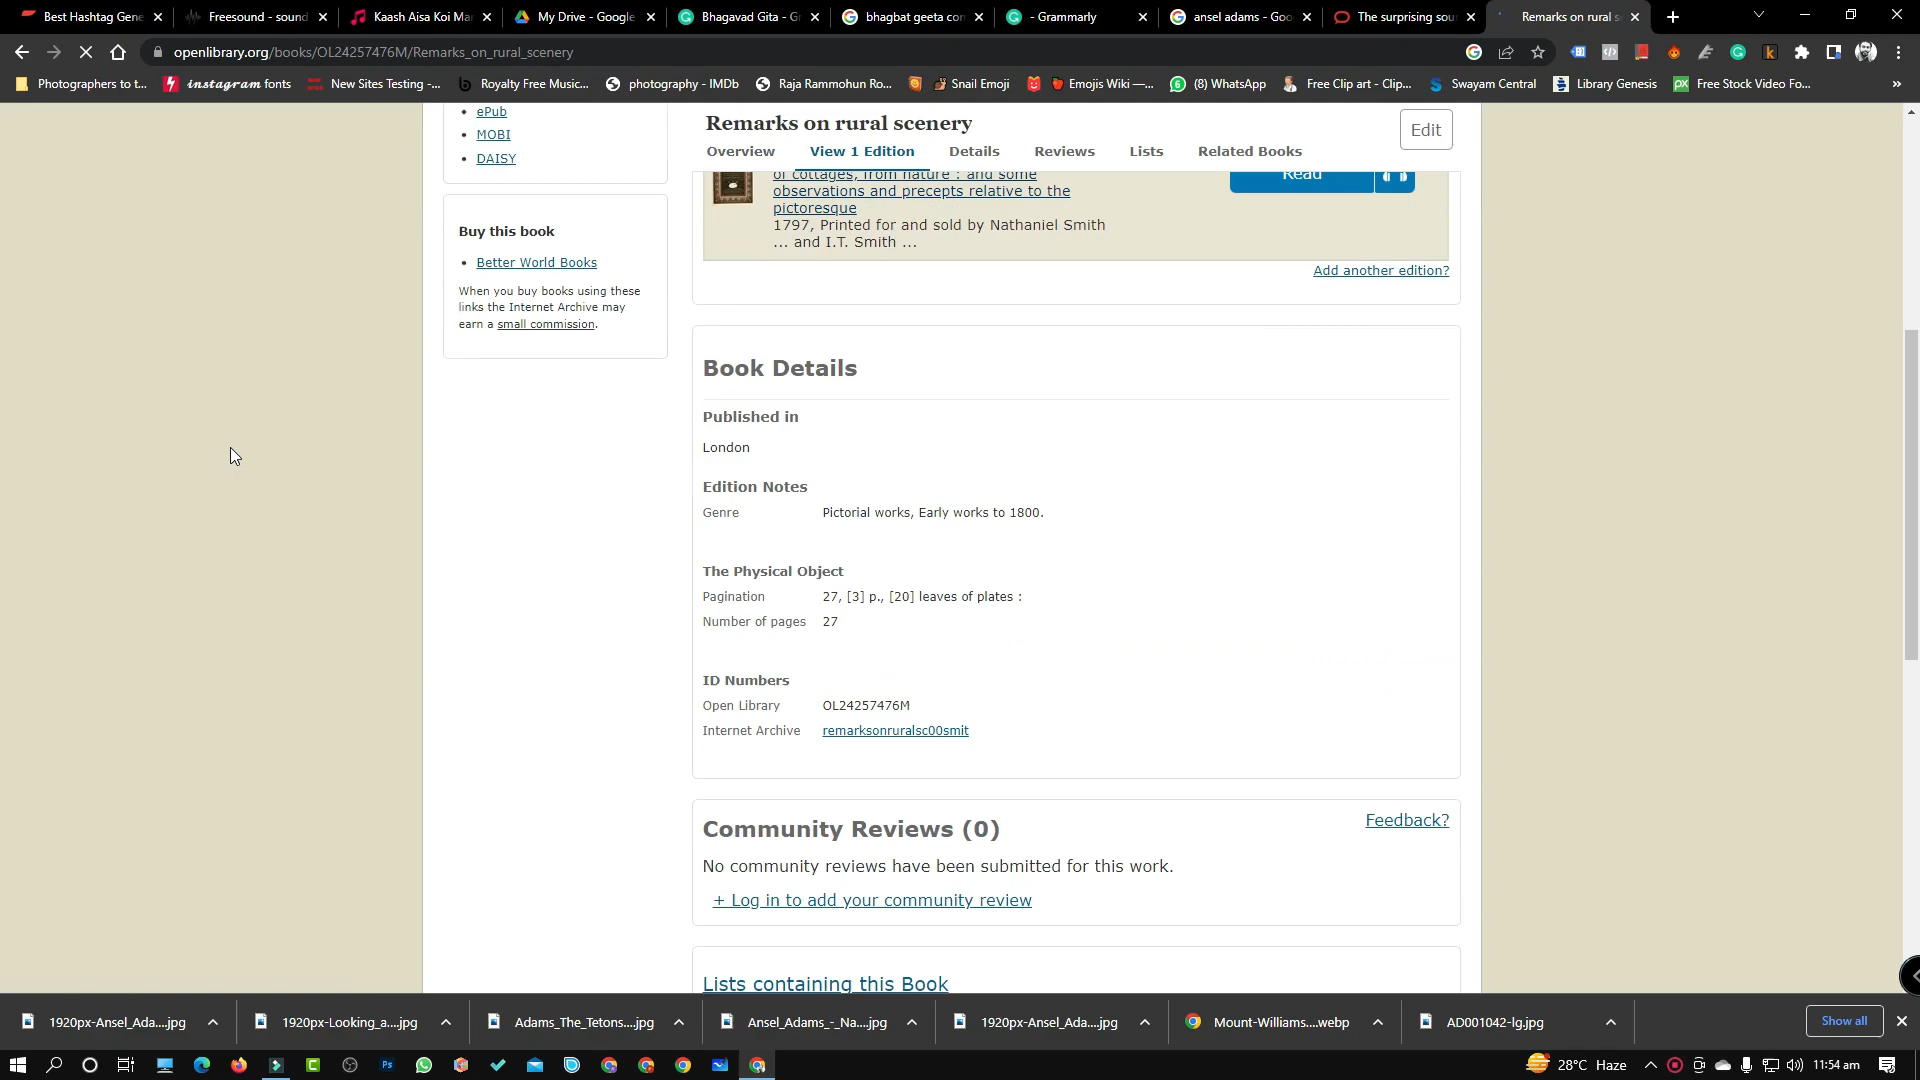 Best Hashtag Gene
Freesound - sound
Kaash Aisa Koi Ma
My Drive - Google
Bhagavad Gita - G
bhagbat geeta con
- Grammarly
ansel adams - Goo
The surprising sou
Remarks on rural s
openlibrary.org/books/OL24257476M/Remarks_on_rural_scenery
Photographers to t...
instagram fonts
New Sites Testing -...
Royalty Free Music...
photography - IMDb
Raja Rammohun Ro...
Snail Emoji
Emojis Wiki —...
(8) WhatsApp
Free Clip art - Clip...
Swayam Central
Library Genesis
Free Stock Video Fo...
»
ePub
MOBI
DAISY
Buy this book
Better World Books
When you buy books using these
links the Internet Archive may
earn a small commission.
Remarks on rural scenery
Edit
Overview
View 1 Edition
Details
Reviews
Lists
Related Books
of cottages, from nature : and some
observations and precepts relative to the
pictoresque
1797, Printed for and sold by Nathaniel Smith
... and I.T. Smith ...
Read
Add another edition?
Book Details
Published in
London
Edition Notes
Genre Pictorial works, Early works to 1800.
The Physical Object
Pagination 27, [3] p., [20] leaves of plates :
Number of pages 27
ID Numbers
Open Library OL24257476M
Internet Archive remarksonruralsc00smit
Community Reviews (0)
Feedback?
No community reviews have been submitted for this work.
+ Log in to add your community review
Lists containing this Book
1920px-Ansel_Ada....jpg
1920px-Looking_a....jpg
Adams_The_Tetons....jpg
Ansel_Adams_-_Na....jpg
1920px-Ansel_Ada....jpg
Mount-Williams....webp
AD001042-lg.jpg
Show all
28°C Haze
11:54 am